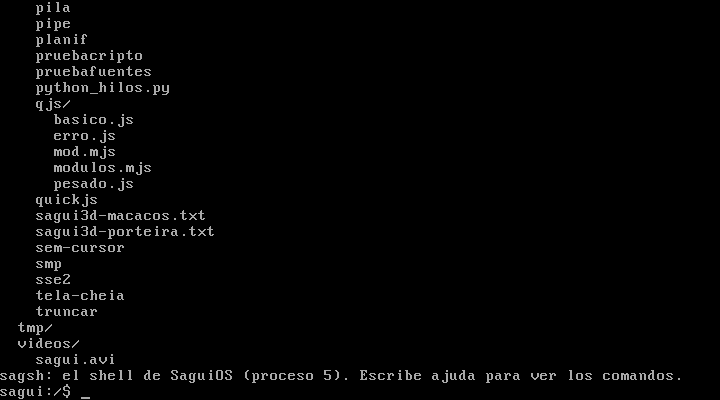 pila
pipe
planif
pruebacripto
pruebafuentes
python_hilos.py
qjs/
basico.js
erro.js
mod.mjs
modulos.mjs
pesado.js
quickjs
sagui3d-macacos.txt
sagui3d-porteira.txt
sem-cursor
smp
sse2
tela-cheia
truncar
tmp/
videos/
sagui.avi
sagsh: el shell de SaguiOS (proceso 5). Escribe ajuda para ver los comandos.
sagui:/$ _